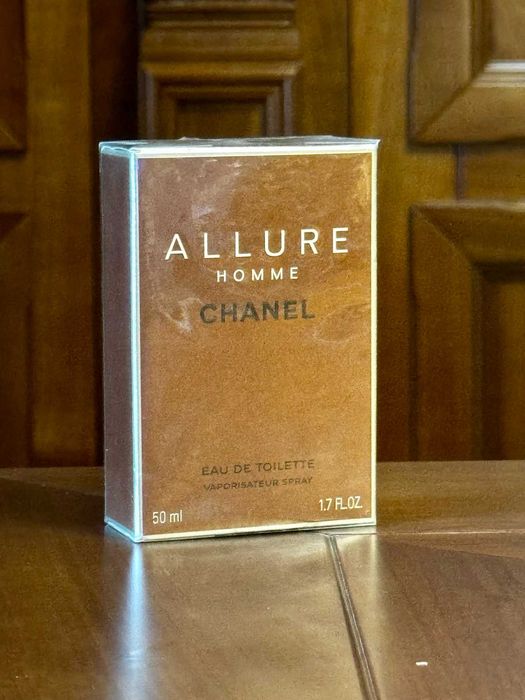 ALLURE
HOMME
CHANEL
EAU DE TOILETTE
VAPORISATEUR SPRAY
50 ml 1.7 FL.OZ.